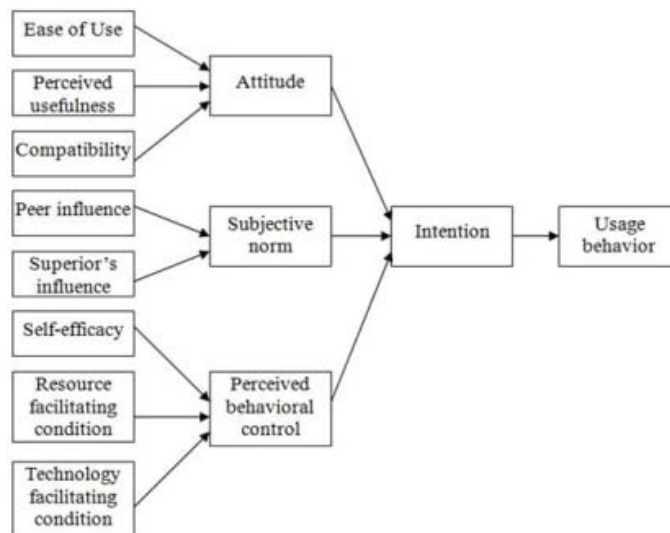 Ease of Use
Perceived
usefulness
Compatibility
Peer influence
Superior's
influence
Self-efficacy
Resource
facilitating
condition
Technology
facilitating
condition
Attitude
Subjective
norm
Perceived
behavioral
control
Intention
Usage
behavior